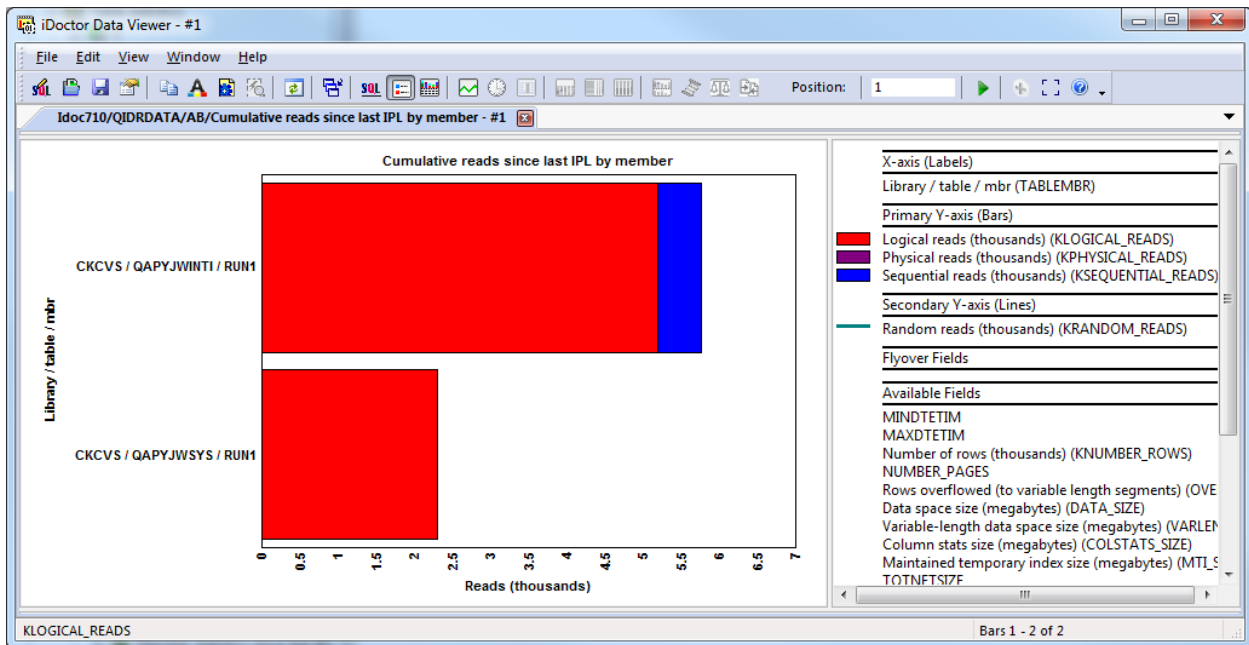 iDoctor Data Viewer - #1
File Edit View Window Help
SQL SQL Position: 1
Idoc710/QIDRDATA/AB/Cumulative reads since last IPL by member - #1
Cumulative reads since last IPL by member
Library / table / mbr
CKCVS / QAPYJWINTI / RUN1
CKCVS / QAPYJWSYS / RUN1
0 0.5 1 1.5 2 2.5 3 3.5 4 4.5 5 5.5 6 6.5 7
Reads (thousands)
X-axis (Labels)
Library / table / mbr (TABLEMBR)
Primary Y-axis (Bars)
Logical reads (thousands) (KLOGICAL_READS)
Physical reads (thousands) (KPHYSICAL_READS)
Sequential reads (thousands) (KSEQUENTIAL_READS)
Secondary Y-axis (Lines)
Random reads (thousands) (KRANDOM_READS)
Flyover Fields
Available Fields
MINDTETIM
MAXDTETIM
Number of rows (thousands) (KNUMBER_ROWS)
NUMBER_PAGES
Rows overflowed (to variable length segments) (OVE
Data space size (megabytes) (DATA_SIZE)
Variable-length data space size (megabytes) (VARLEN
Column stats size (megabytes) (COLSTATS_SIZE)
Maintained temporary index size (megabytes) (MTI_S
TOTNETSIZE
KLOGICAL_READS
Bars 1 - 2 of 2